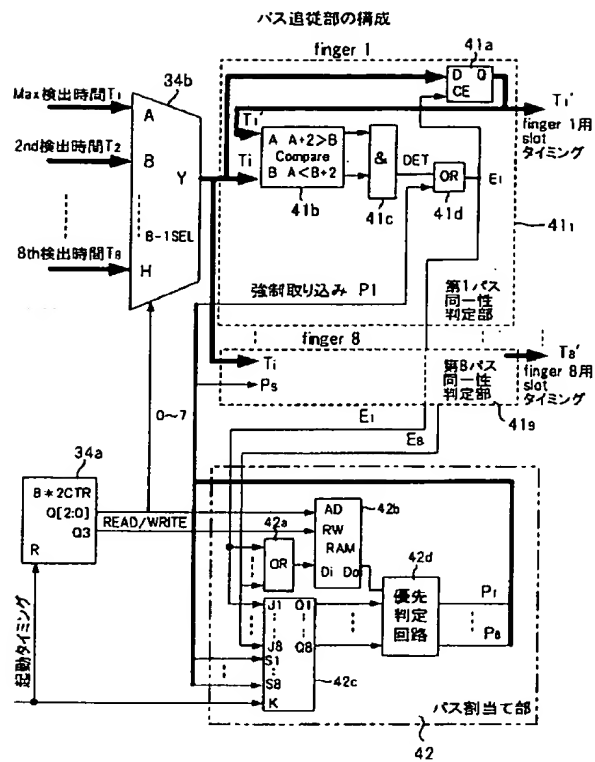 パス追従部の構成
finger 1
41a
34b
D Q
CE
Max検出時間T1
A
T1'
T1'
finger 1用
slot
タイミング
2nd検出時間T2
B
Ti
A A+2>B
Compare
B A<B+2
&
DET
OR
E1
Y
41b
41c
41d
8-1SEL
411
8th検出時間T8
H
強制取り込み P1
第1パス
同一性
判定部
finger 8
T8'
Ti
第8パス
同一性
判定部
finger 8用
slot
タイミング
Ps
0〜7
E1
419
E8
34a
8*2CTR
Q[2:0]
Q3
R
READ/WRITE
42a
AD
42b
RW
RAM
OR
Di Do
42d
優先
判定
回路
P1
P8
J1 Q1
J8 Q8
S1
S8
K
42c
起動タイミング
パス割当て部
42